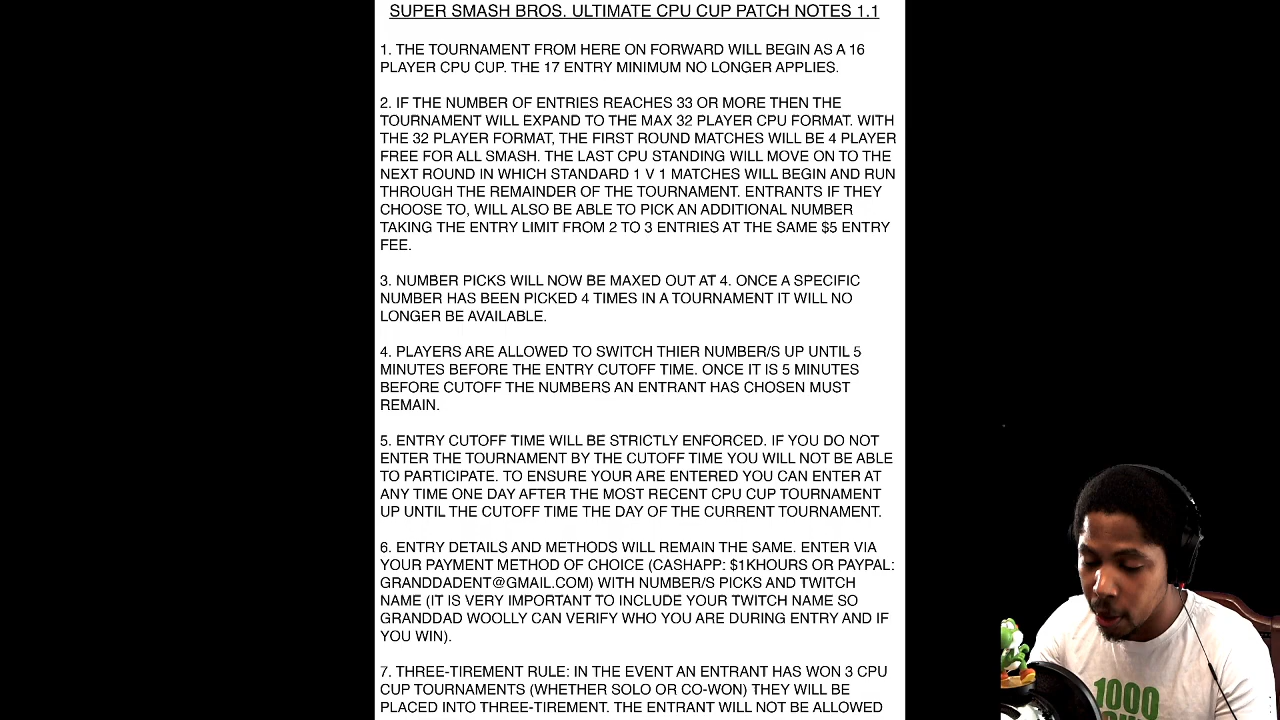 SUPER SMASH BROS. ULTIMATE CPU CUP PATCH NOTES 1.1
1. THE TOURNAMENT FROM HERE ON FORWARD WILL BEGIN AS A 16
PLAYER CPU CUP. THE 17 ENTRY MINIMUM NO LONGER APPLIES.
2. IF THE NUMBER OF ENTRIES REACHES 33 OR MORE THEN THE
TOURNAMENT WILL EXPAND TO THE MAX 32 PLAYER CPU FORMAT. WITH
THE 32 PLAYER FORMAT, THE FIRST ROUND MATCHES WILL BE 4 PLAYER
FREE FOR ALL SMASH. THE LAST CPU STANDING WILL MOVE ON TO THE
NEXT ROUND IN WHICH STANDARD 1 V 1 MATCHES WILL BEGIN AND RUN
THROUGH THE REMAINDER OF THE TOURNAMENT. ENTRANTS IF THEY
CHOOSE TO, WILL ALSO BE ABLE TO PICK AN ADDITIONAL NUMBER
TAKING THE ENTRY LIMIT FROM 2 TO 3 ENTRIES AT THE SAME $5 ENTRY
FEE.
3. NUMBER PICKS WILL NOW BE MAXED OUT AT 4. ONCE A SPECIFIC
NUMBER HAS BEEN PICKED 4 TIMES IN A TOURNAMENT IT WILL NO
LONGER BE AVAILABLE.
4. PLAYERS ARE ALLOWED TO SWITCH THIER NUMBER/S UP UNTIL 5
MINUTES BEFORE THE ENTRY CUTOFF TIME. ONCE IT IS 5 MINUTES
BEFORE CUTOFF THE NUMBERS AN ENTRANT HAS CHOSEN MUST
REMAIN.
5. ENTRY CUTOFF TIME WILL BE STRICTLY ENFORCED. IF YOU DO NOT
ENTER THE TOURNAMENT BY THE CUTOFF TIME YOU WILL NOT BE ABLE
TO PARTICIPATE. TO ENSURE YOUR ARE ENTERED YOU CAN ENTER AT
ANY TIME ONE DAY AFTER THE MOST RECENT CPU CUP TOURNAMENT
UP UNTIL THE CUTOFF TIME THE DAY OF THE CURRENT TOURNAMENT.
6. ENTRY DETAILS AND METHODS WILL REMAIN THE SAME. ENTER VIA
YOUR PAYMENT METHOD OF CHOICE (CASHAPP: $1KHOURS OR PAYPAL:
GRANDDADENT@GMAIL.COM) WITH NUMBER/S PICKS AND TWITCH
NAME (IT IS VERY IMPORTANT TO INCLUDE YOUR TWITCH NAME SO
GRANDDAD WOOLLY CAN VERIFY WHO YOU ARE DURING ENTRY AND IF
YOU WIN).
7. THREE-TIREMENT RULE: IN THE EVENT AN ENTRANT HAS WON 3 CPU
CUP TOURNAMENTS (WHETHER SOLO OR CO-WON) THEY WILL BE
PLACED INTO THREE-TIREMENT. THE ENTRANT WILL NOT BE ALLOWED
1000